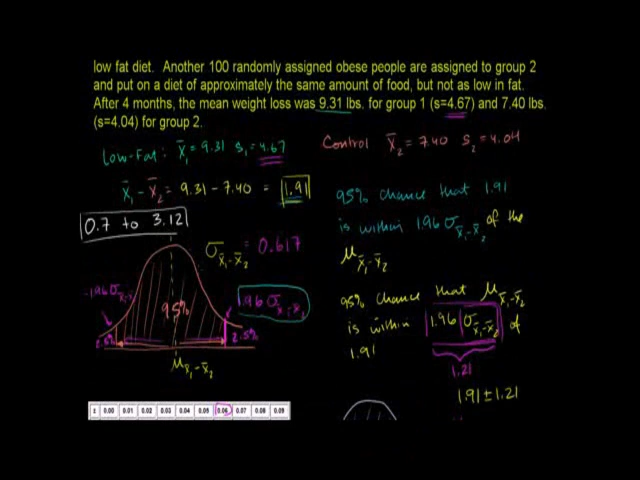 low fat diet. Another 100 randomly assigned obese people are assigned to group 2
and put on a diet of approximately the same amount of food, but not as low in fat.
After 4 months, the mean weight loss was 9.31 lbs. for group 1 (s=4.67) and 7.40 lbs.
(s=4.04) for group 2.
Low-Fat: x̄₁ = 9.31 s₁ = 4.67
Control x̄₂ = 7.40 s₂ = 4.04
x̄₁ - x̄₂ = 9.31 - 7.40 = 1.91
0.7 to 3.12
σx̄₁-x̄₂ = 0.617
-1.96 σx̄₁-x̄₂
1.96 σx̄₁-x̄₂
95%
2.5%
2.5%
μx̄₁-x̄₂
95% chance that 1.91
is within 1.96 σx̄₁-x̄₂ of the
μx̄₁-x̄₂
95% chance that μx̄₁-x̄₂
is within 1.96 σx̄₁-x̄₂ of
1.91
1.21
1.91 ± 1.21
z 0.00 0.01 0.02 0.03 0.04 0.05 0.06 0.07 0.08 0.09